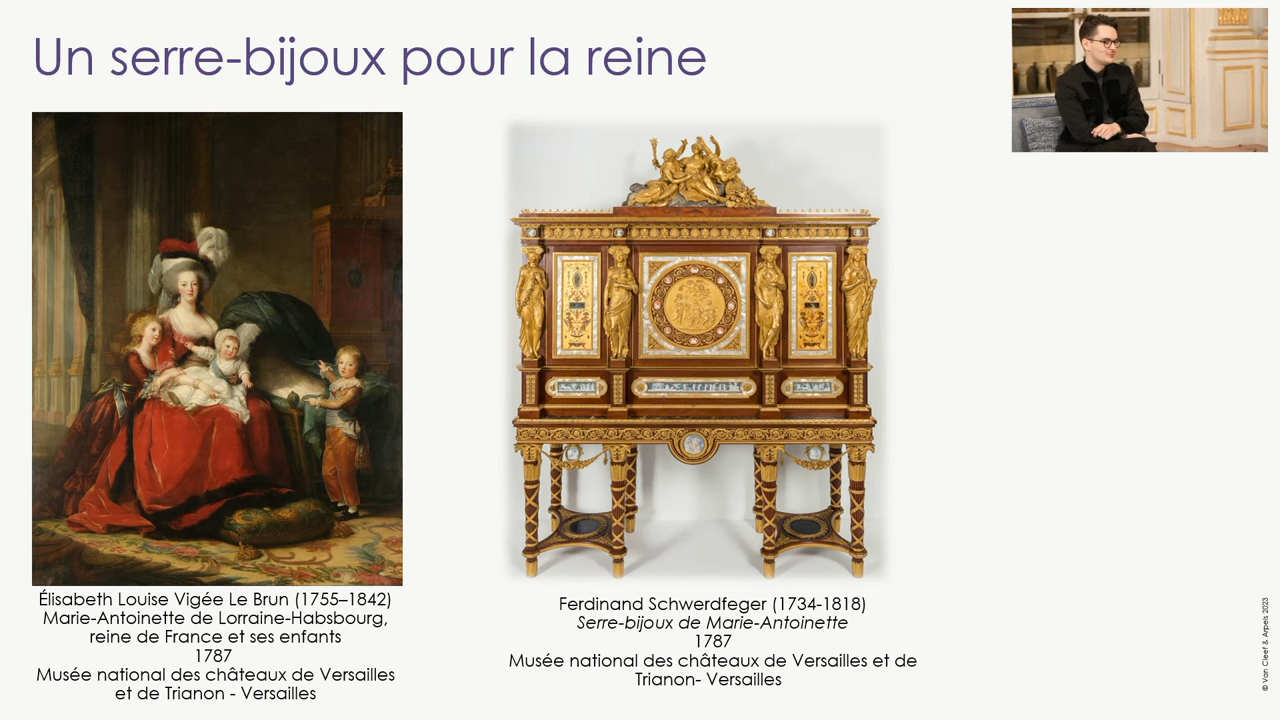 Un serre-bijoux pour la reine
Élisabeth Louise Vigée Le Brun (1755–1842)
Marie-Antoinette de Lorraine-Habsbourg,
reine de France et ses enfants
1787
Musée national des châteaux de Versailles
et de Trianon - Versailles
Ferdinand Schwerdfeger (1734-1818)
Serre-bijoux de Marie-Antoinette
1787
Musée national des châteaux de Versailles et de
Trianon- Versailles
© Van Cleef & Arpels 2023